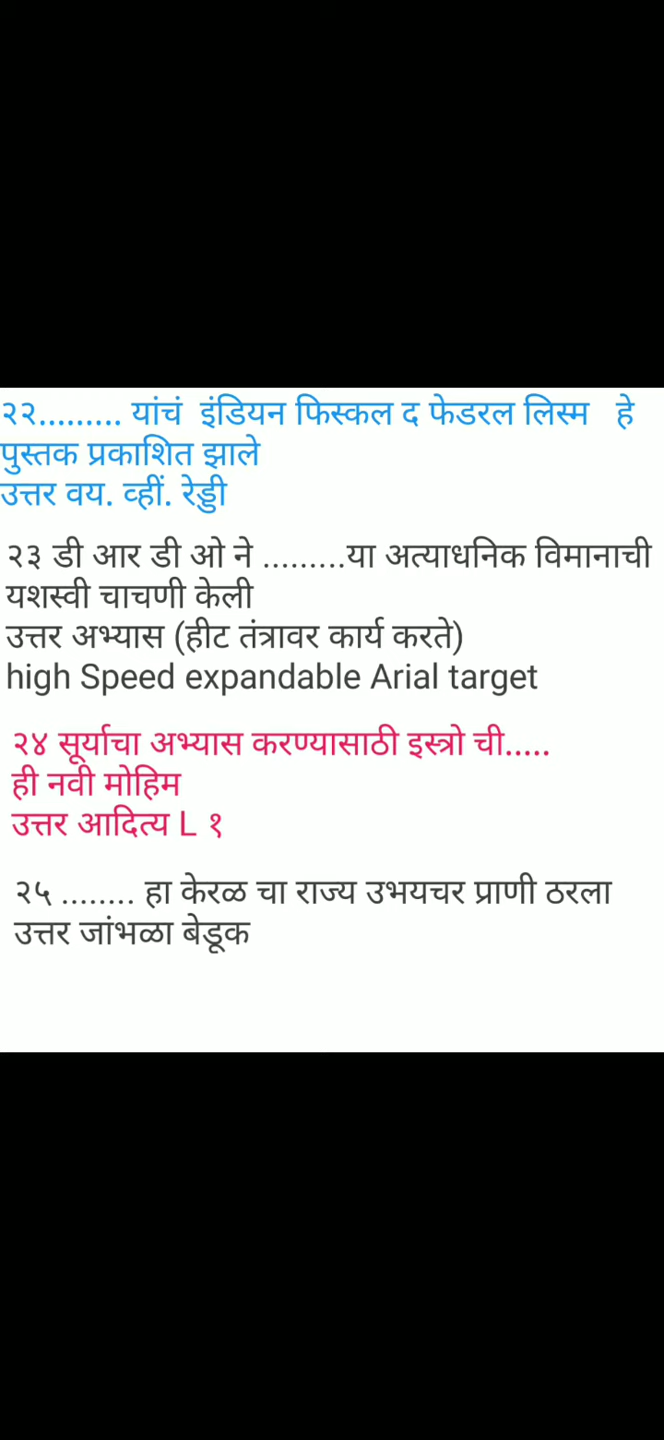 २२......... यांचं इंडियन फिस्कल द फेडरल लिस्म हे
पुस्तक प्रकाशित झाले
उत्तर वय. व्हीं. रेड्डी
२३ डी आर डी ओ ने .........या अत्याधनिक विमानाची
यशस्वी चाचणी केली
उत्तर अभ्यास (हीट तंत्रावर कार्य करते)
high Speed expandable Arial target
२४ सूर्याचा अभ्यास करण्यासाठी इस्त्रो ची.....
ही नवी मोहिम
उत्तर आदित्य L १
२५ ........ हा केरळ चा राज्य उभयचर प्राणी ठरला
उत्तर जांभळा बेडूक